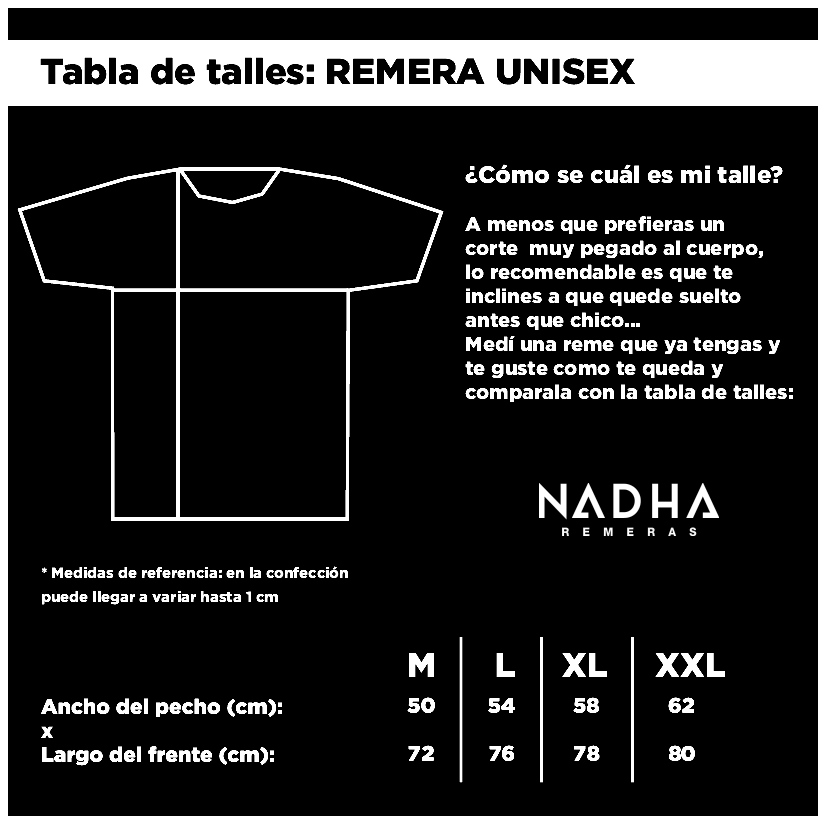 Tabla de talles: REMERA UNISEX
¿Cómo se cuál es mi talle?
A menos que prefieras un
corte muy pegado al cuerpo,
lo recomendable es que te
inclines a que quede suelto
antes que chico...
Medí una reme que ya tengas y
te guste como te queda y
comparala con la tabla de talles:
NADHA
REMERAS
* Medidas de referencia: en la confección
puede llegar a variar hasta 1 cm
M L XL XXL
Ancho del pecho (cm): 50 54 58 62
x
Largo del frente (cm): 72 76 78 80